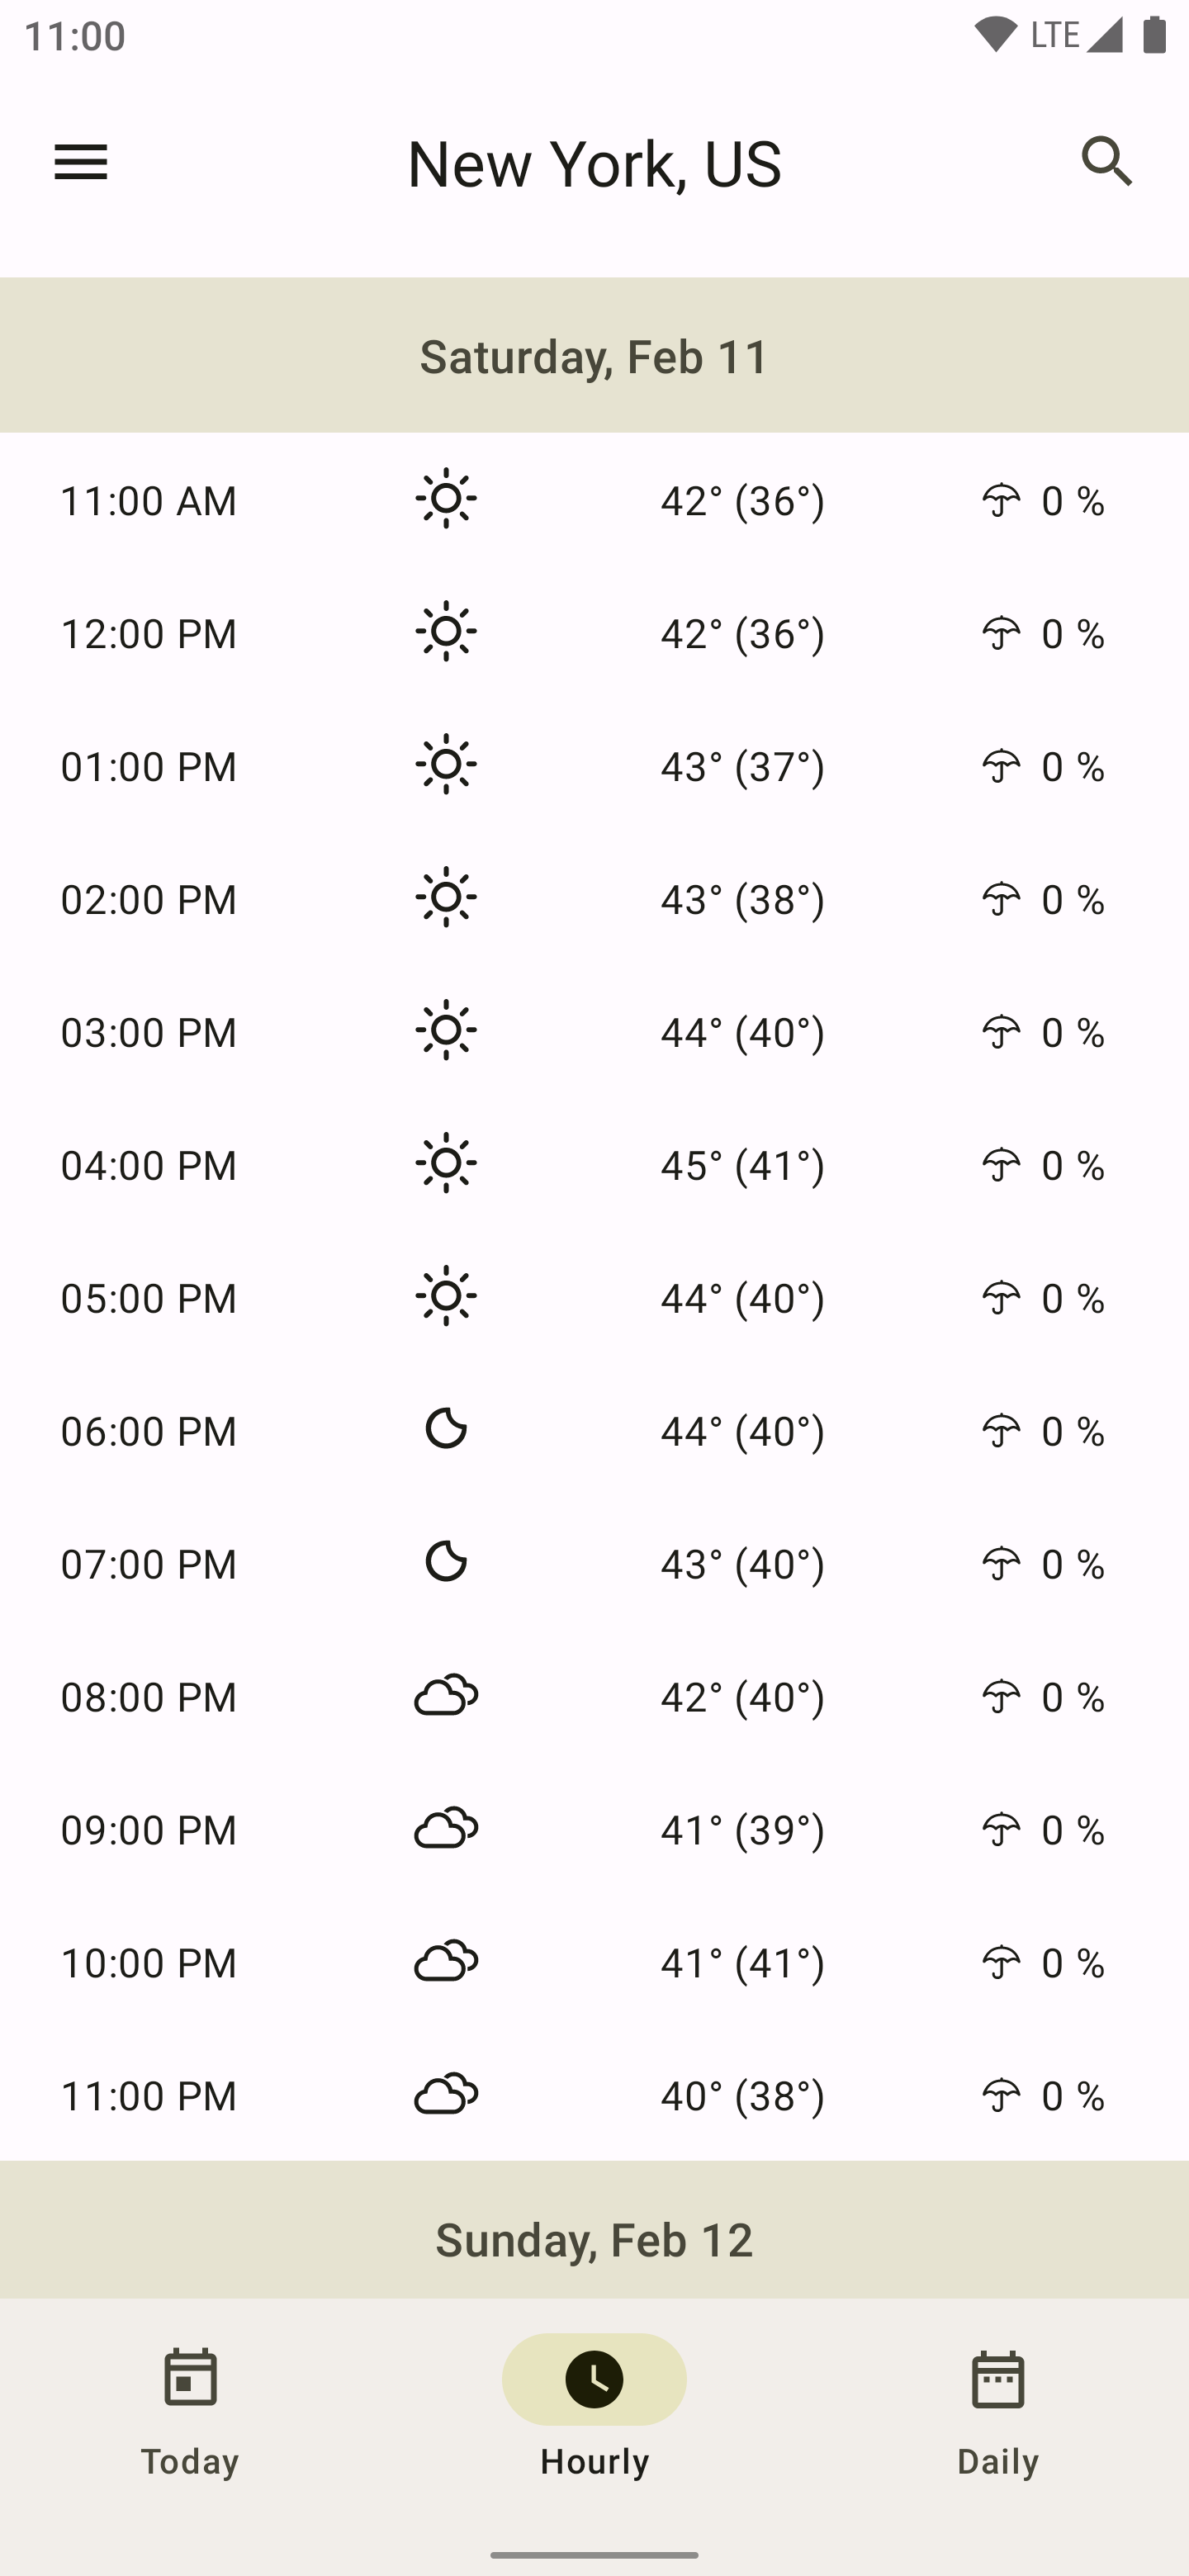 11:00 LTE
New York, US
Saturday, Feb 11
11:00 AM 42° (36°) 0 %
12:00 PM 42° (36°) 0 %
01:00 PM 43° (37°) 0 %
02:00 PM 43° (38°) 0 %
03:00 PM 44° (40°) 0 %
04:00 PM 45° (41°) 0 %
05:00 PM 44° (40°) 0 %
06:00 PM 44° (40°) 0 %
07:00 PM 43° (40°) 0 %
08:00 PM 42° (40°) 0 %
09:00 PM 41° (39°) 0 %
10:00 PM 41° (41°) 0 %
11:00 PM 40° (38°) 0 %
Sunday, Feb 12
Today Hourly Daily